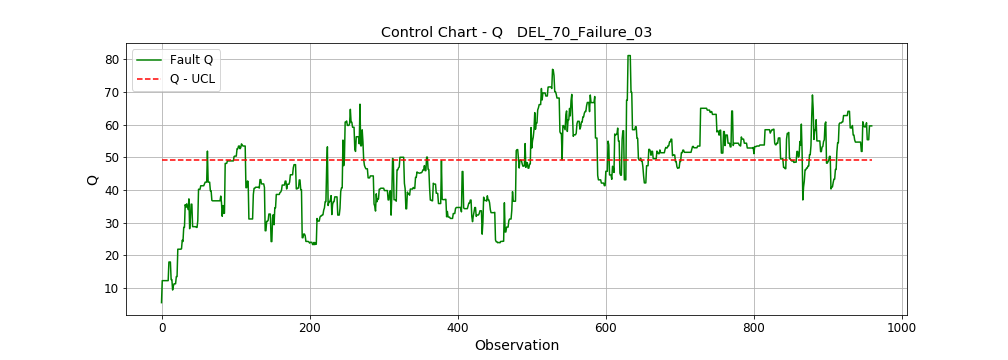 Control Chart - Q   DEL_70_Failure_03
Fault Q
Q - UCL
80
70
60
50
40
30
20
10
Q
0 200 400 600 800 1000
Observation